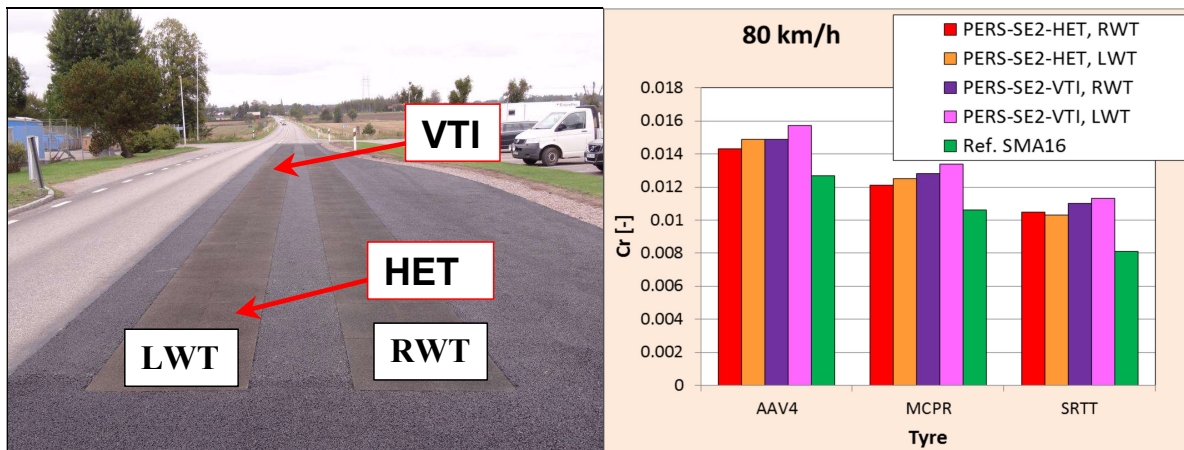 VTI
HET
LWT
RWT
80 km/h
PERS-SE2-HET, RWT
PERS-SE2-HET, LWT
PERS-SE2-VTI, RWT
PERS-SE2-VTI, LWT
Ref. SMA16
Cr [-]
0.018
0.016
0.014
0.012
0.01
0.008
0.006
0.004
0.002
0
AAV4 MCPR SRTT
Tyre